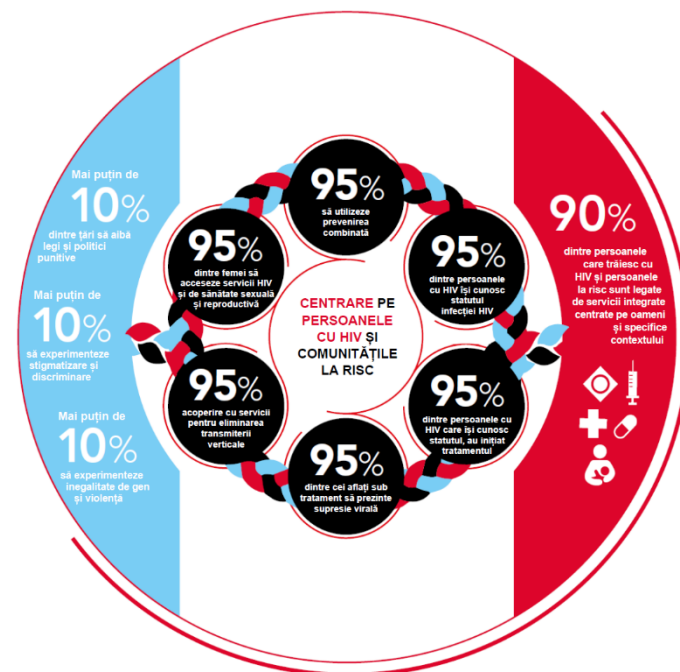 Mai puțin de
10%
dintre țări să aibă
legi și politici
punitive
Mai puțin de
10%
să experimenteze
stigmatizare și
discriminare
Mai puțin de
10%
să experimenteze
inegalitate de gen
și violență
95%
să utilizeze
prevenirea
combinată
95%
dintre persoanele
cu HIV își cunosc
statutul
infecției HIV
95%
dintre persoanele cu
HIV care își cunosc
statutul, au inițiat
tratamentul
95%
dintre cei aflați sub
tratament să prezinte
supresie virală
95%
acoperire cu servicii
pentru eliminarea
transmiterii
verticale
95%
dintre femei să
acceseze servicii HIV
și de sănătate sexuală
și reproductivă
CENTRARE PE
PERSOANELE
CU HIV ȘI
COMUNITĂȚILE
LA RISC
90%
dintre persoanele
care trăiesc cu
HIV și persoanele
la risc sunt legate
de servicii integrate
centrate pe oameni
și specifice
contextului